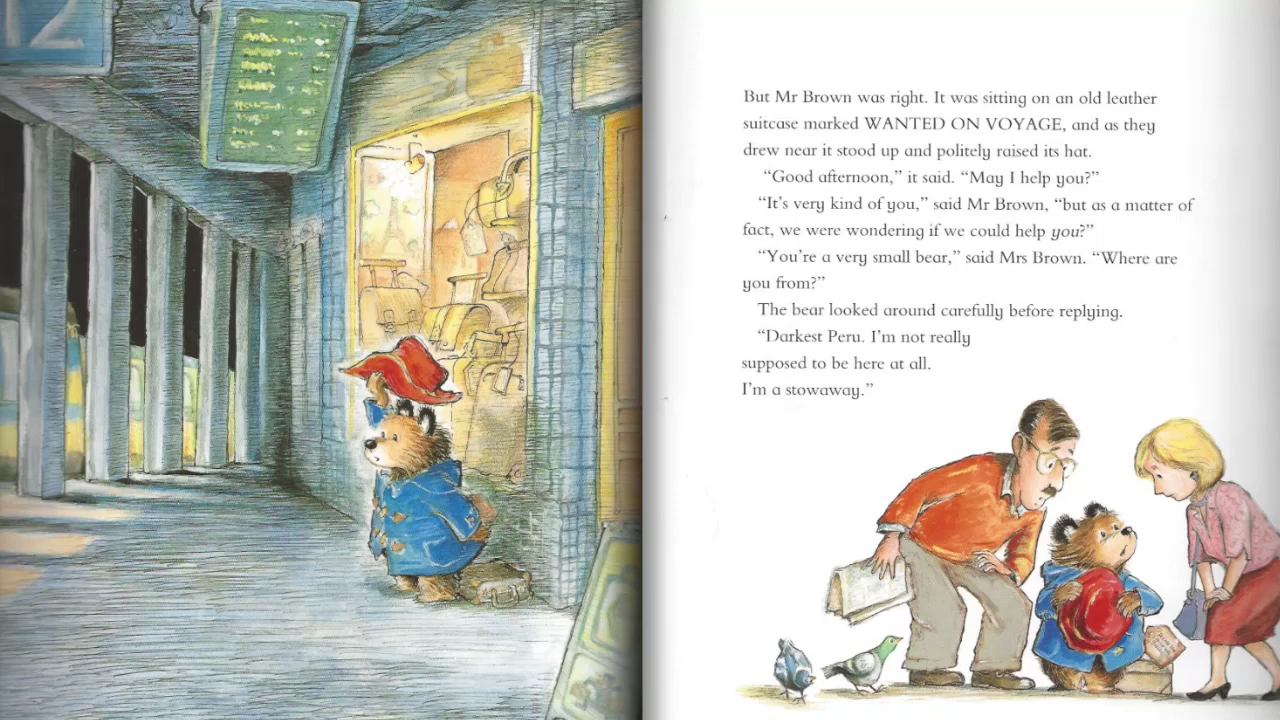 12
But Mr Brown was right. It was sitting on an old leather
suitcase marked WANTED ON VOYAGE, and as they
drew near it stood up and politely raised its hat.
“Good afternoon,” it said. “May I help you?”
“It’s very kind of you,” said Mr Brown, “but as a matter of
fact, we were wondering if we could help you?”
“You’re a very small bear,” said Mrs Brown. “Where are
you from?”
The bear looked around carefully before replying.
“Darkest Peru. I’m not really
supposed to be here at all.
I’m a stowaway.”